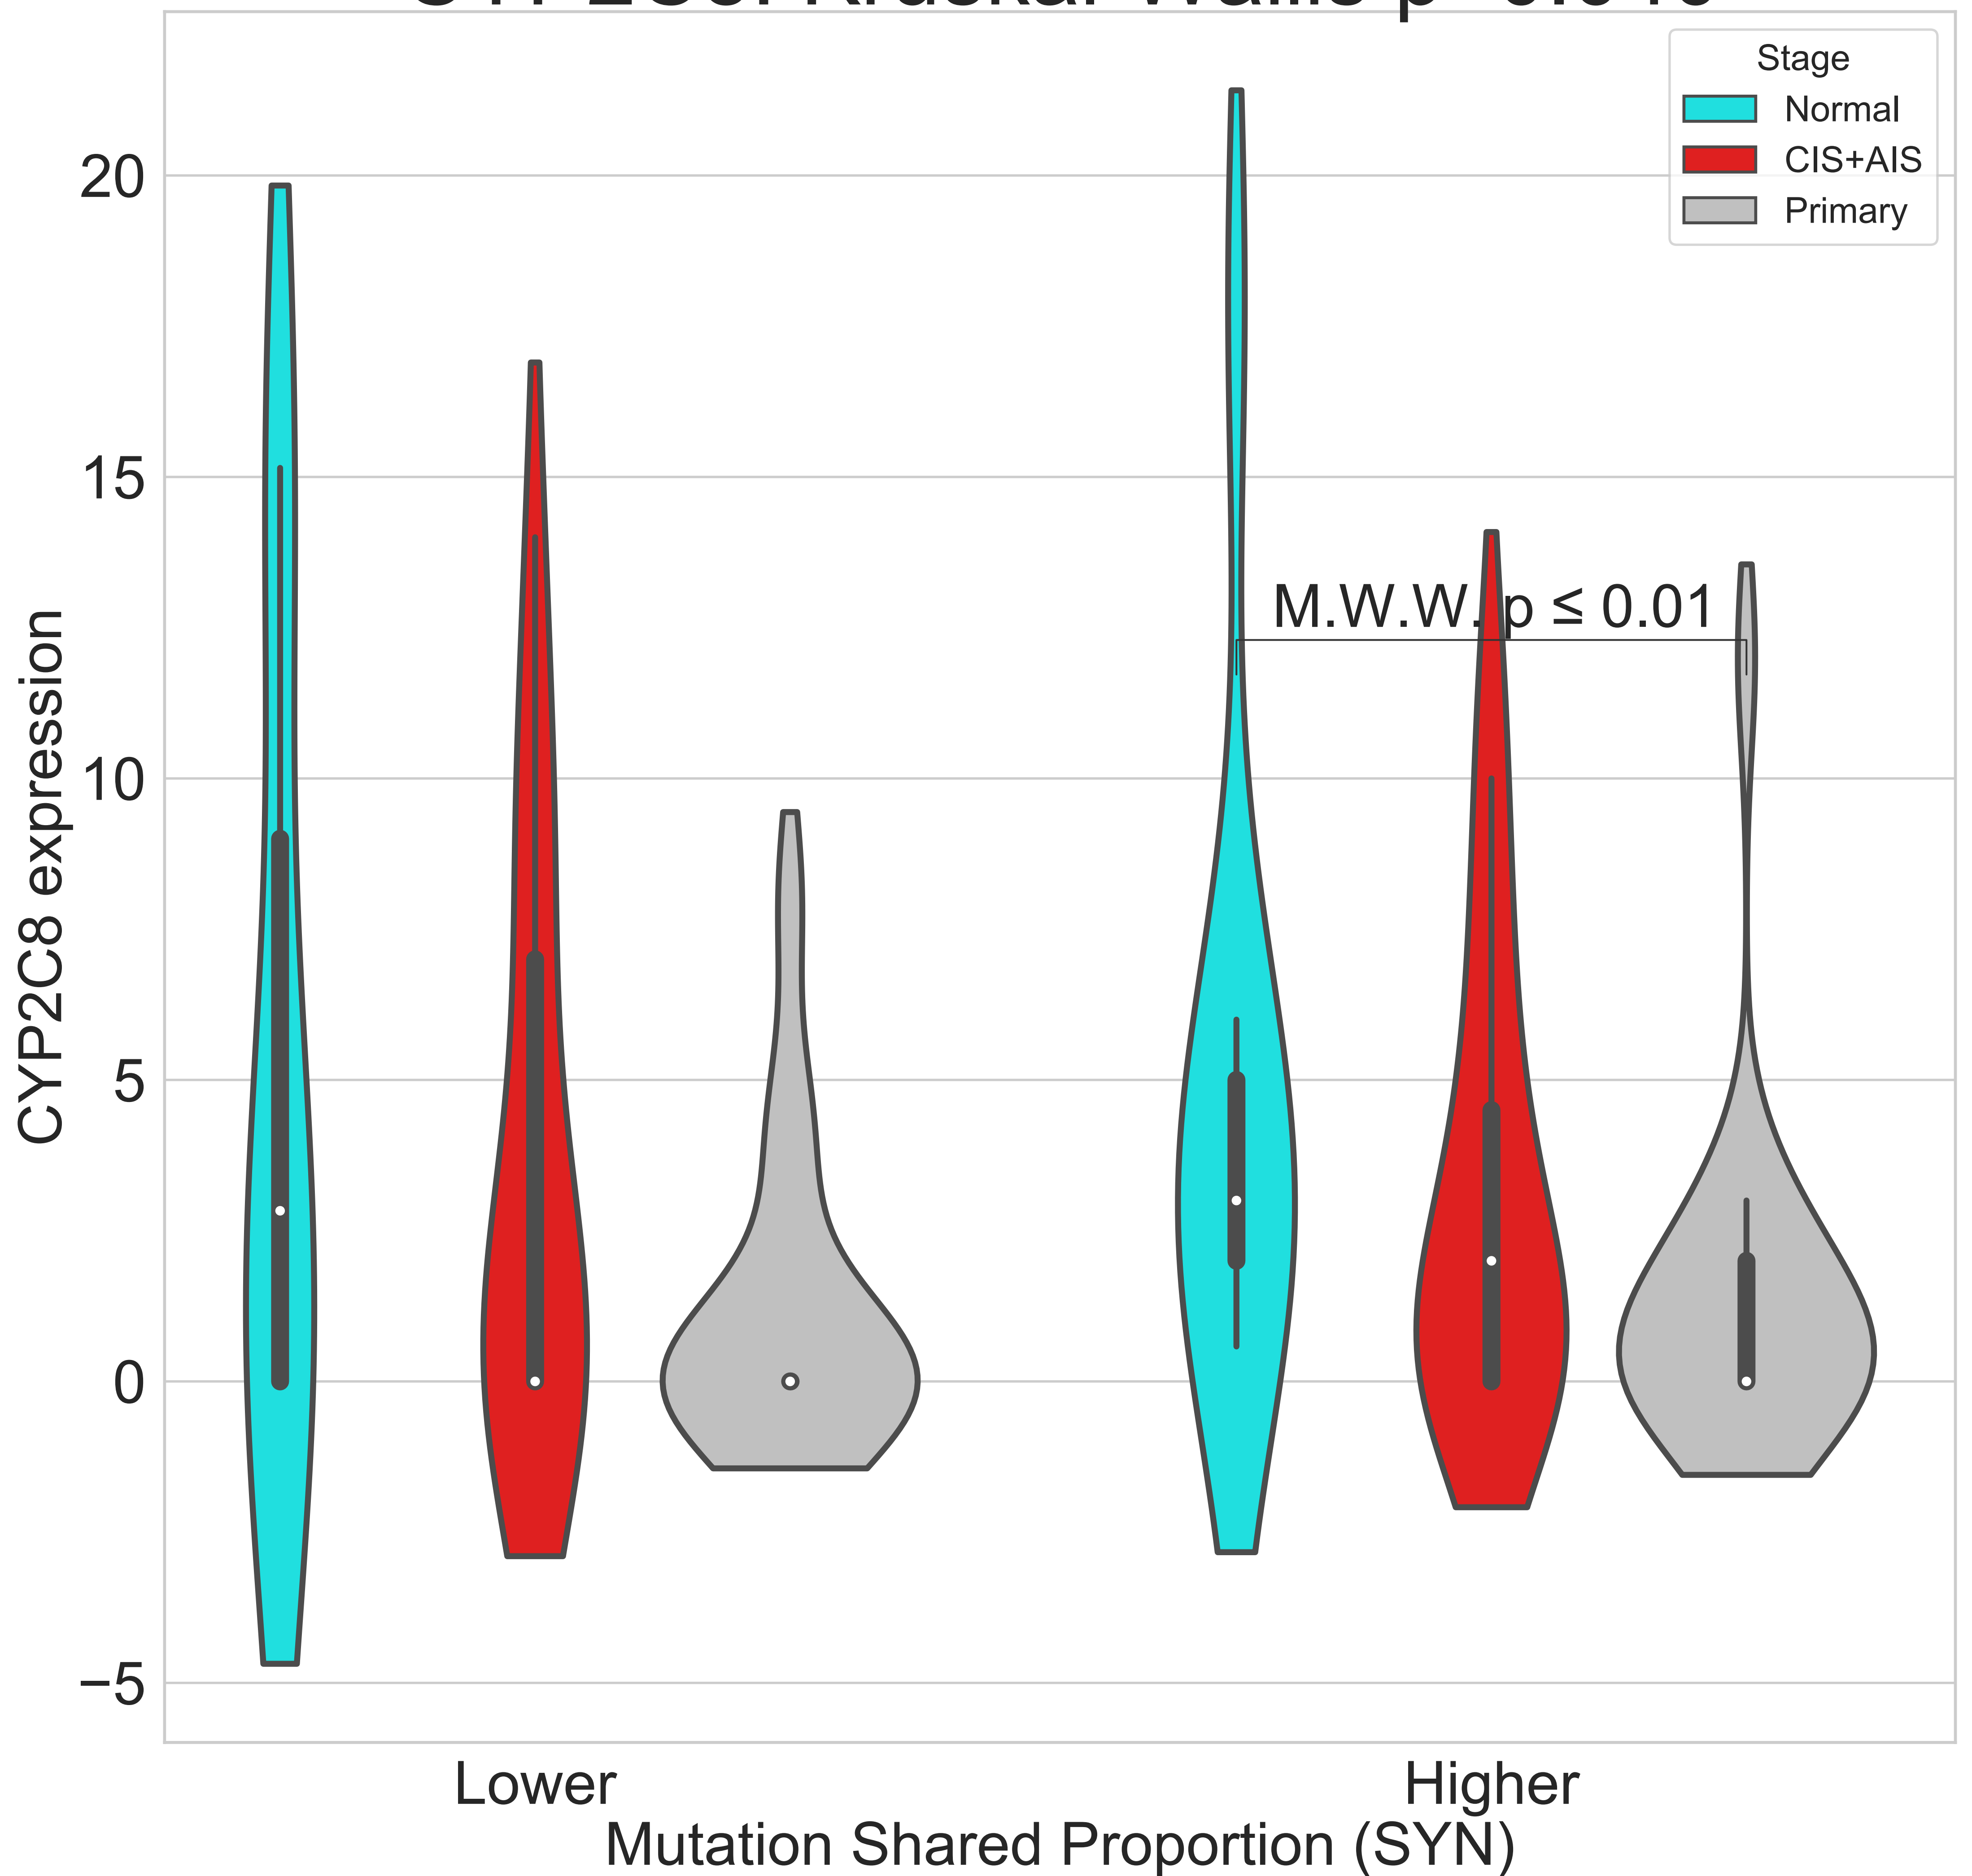 Stage
Normal
CIS+AIS
Primary
20
15
10
5
0
−5
CYP2C8 expression
M.W.W. p ≤ 0.01
Lower
Higher
Mutation Shared Proportion (SYN)